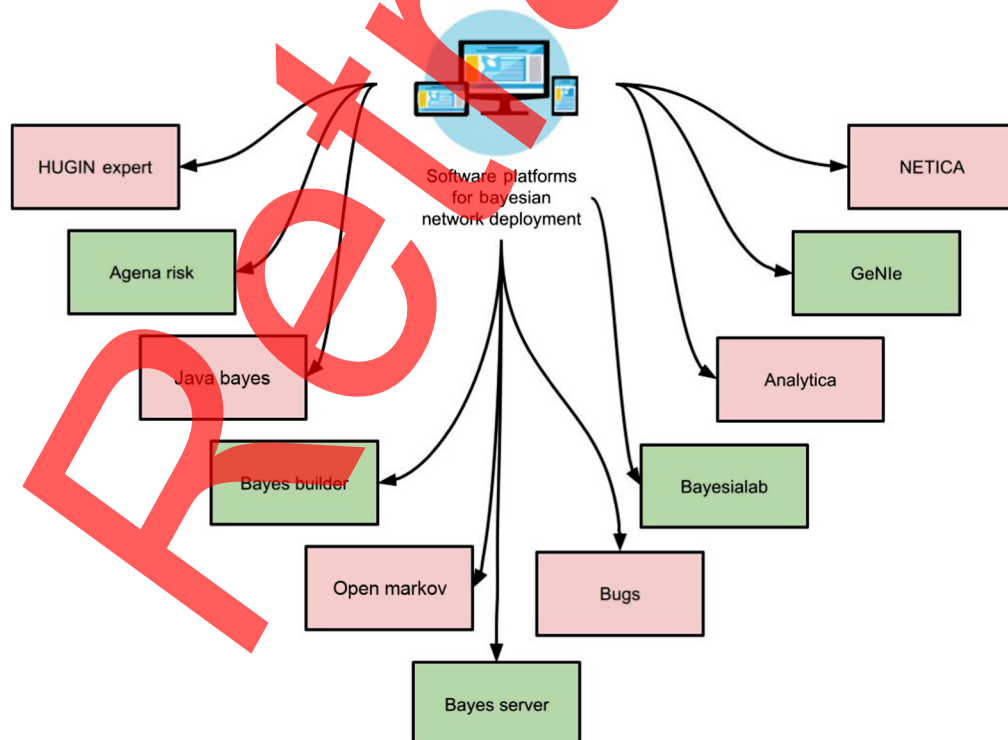 Software platforms
for bayesian
network deployment
HUGIN expert
NETICA
Agena risk
GeNIe
Java bayes
Analytica
Bayes builder
Bayesialab
Open markov
Bugs
Bayes server
Retr